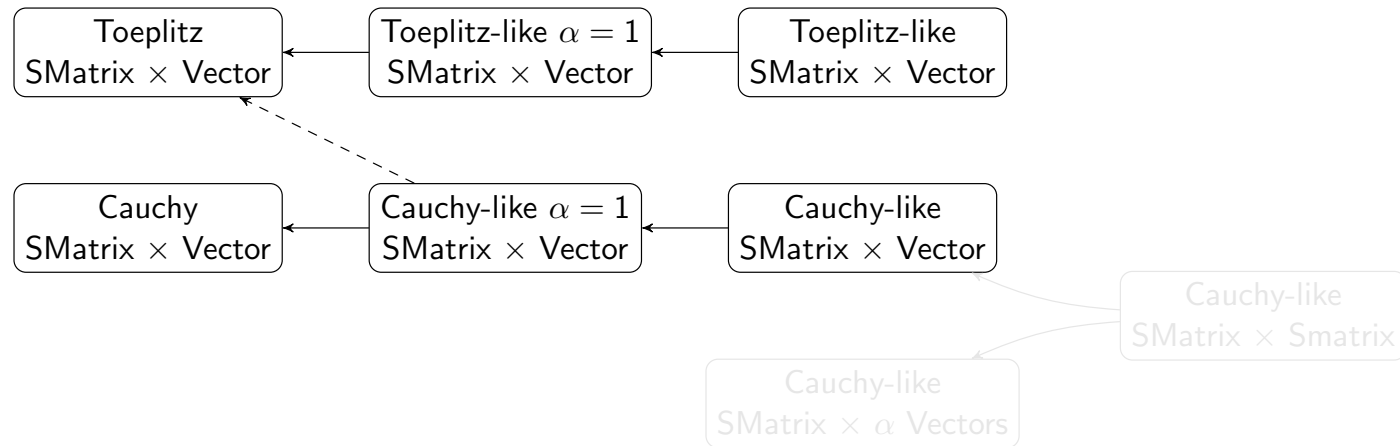 Toeplitz
SMatrix × Vector
Toeplitz-like α = 1
SMatrix × Vector
Toeplitz-like
SMatrix × Vector
Cauchy
SMatrix × Vector
Cauchy-like α = 1
SMatrix × Vector
Cauchy-like
SMatrix × Vector
Cauchy-like
SMatrix × Smatrix
Cauchy-like
SMatrix × α Vectors